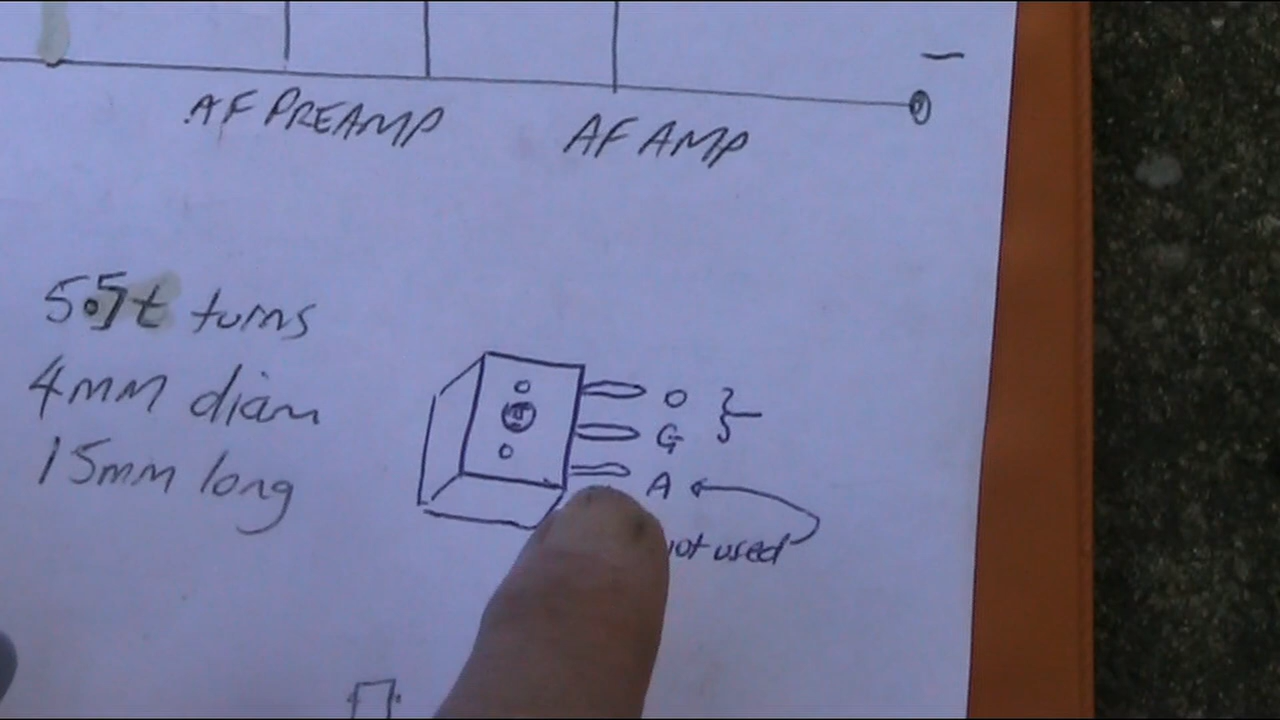 —
AF PREAMP
AF AMP
5.5t turns
4mm diam
15mm long
O
G
A
not used